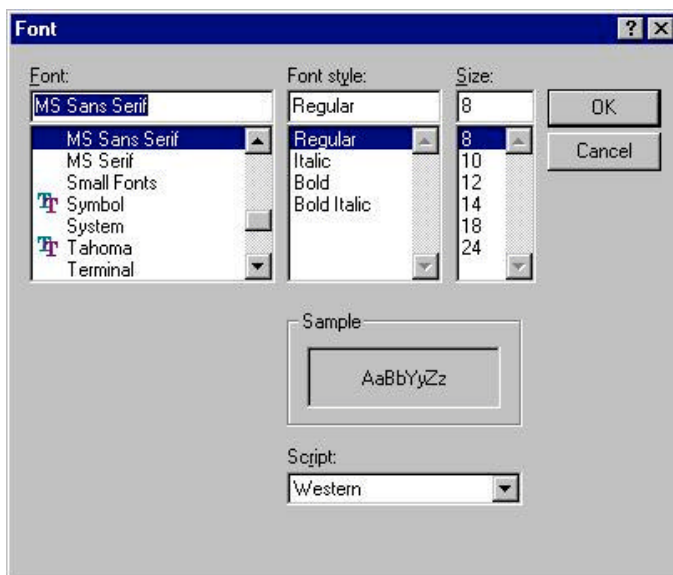 Font
Font:
MS Sans Serif
MS Sans Serif
MS Serif
Small Fonts
Symbol
System
Tahoma
Terminal
Font style:
Regular
Regular
Italic
Bold
Bold Italic
Size:
8
8
10
12
14
18
24
OK
Cancel
Sample
AaBbYyZz
Script:
Western